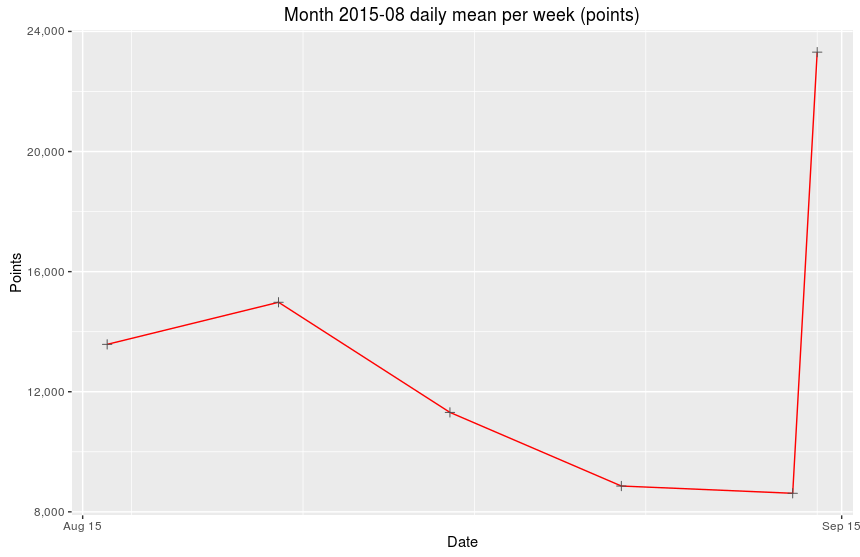 Month 2015-08 daily mean per week (points)
24,000
20,000
16,000
12,000
8,000
Points
Aug 15
Sep 15
Date